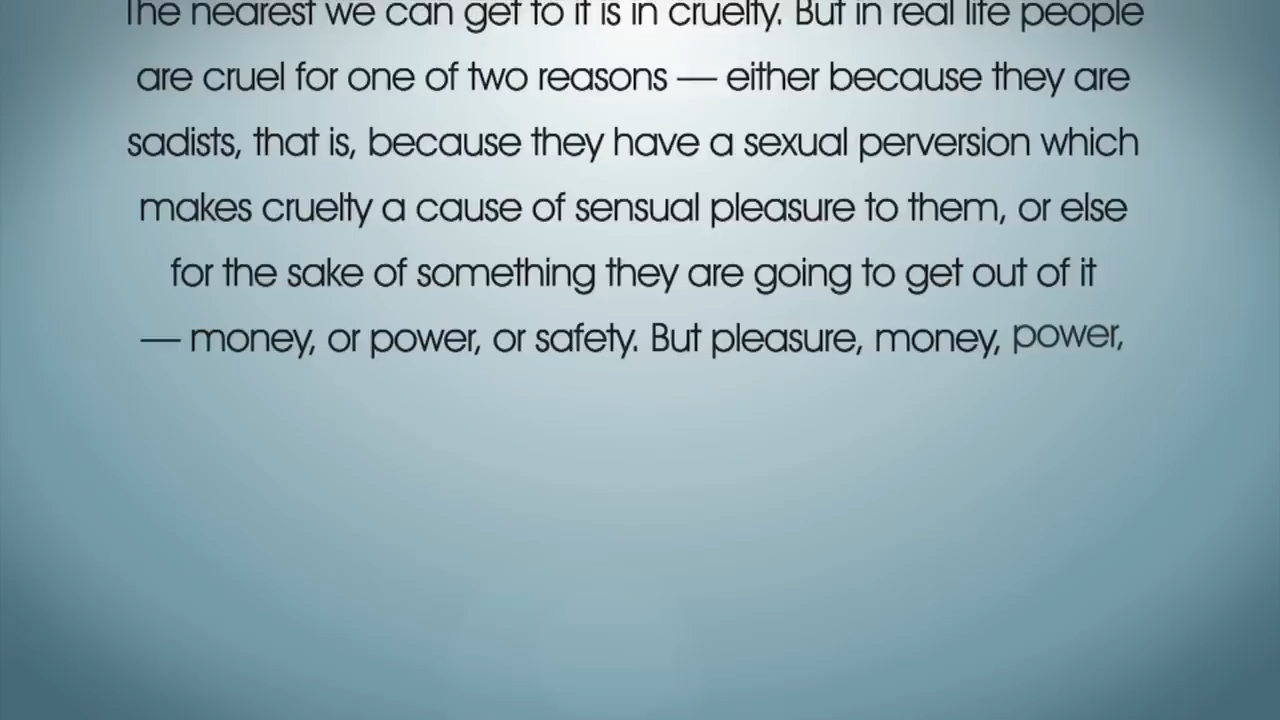 The nearest we can get to it is in cruelty. But in real life people
are cruel for one of two reasons — either because they are
sadists, that is, because they have a sexual perversion which
makes cruelty a cause of sensual pleasure to them, or else
for the sake of something they are going to get out of it
— money, or power, or safety. But pleasure, money, power,